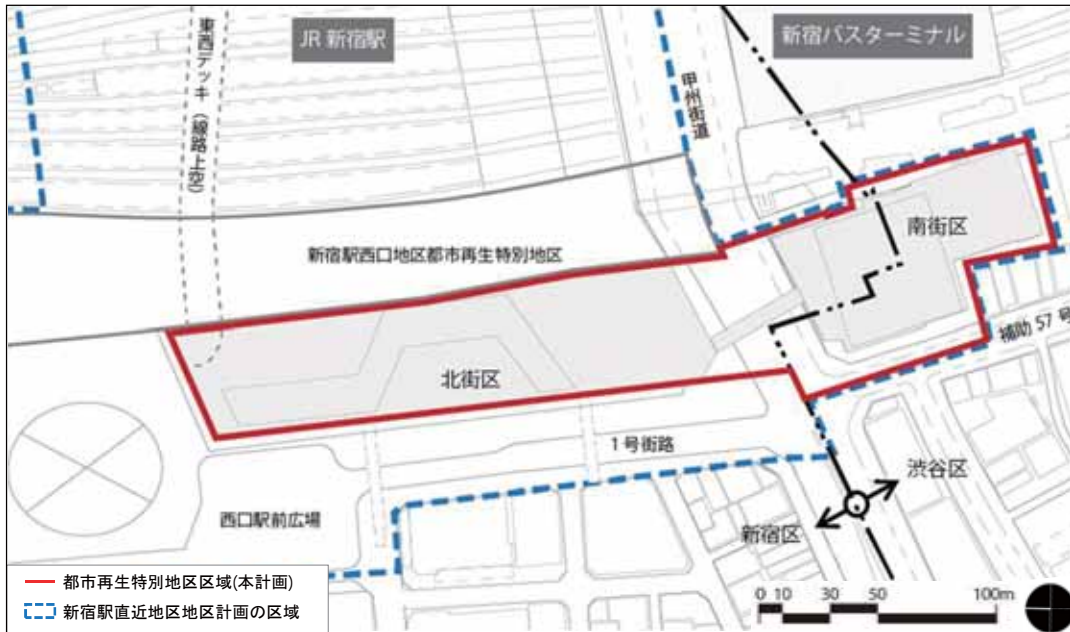 JR 新宿駅
新宿バスターミナル
東西デッキ（線路上空）
甲州街道
南街区
新宿駅西口地区都市再生特別地区
補助 57 号
北街区
1 号街路
渋谷区
西口駅前広場
新宿区
都市再生特別地区区域(本計画)
新宿駅直近地区地区計画の区域
0 10 30 50 100m